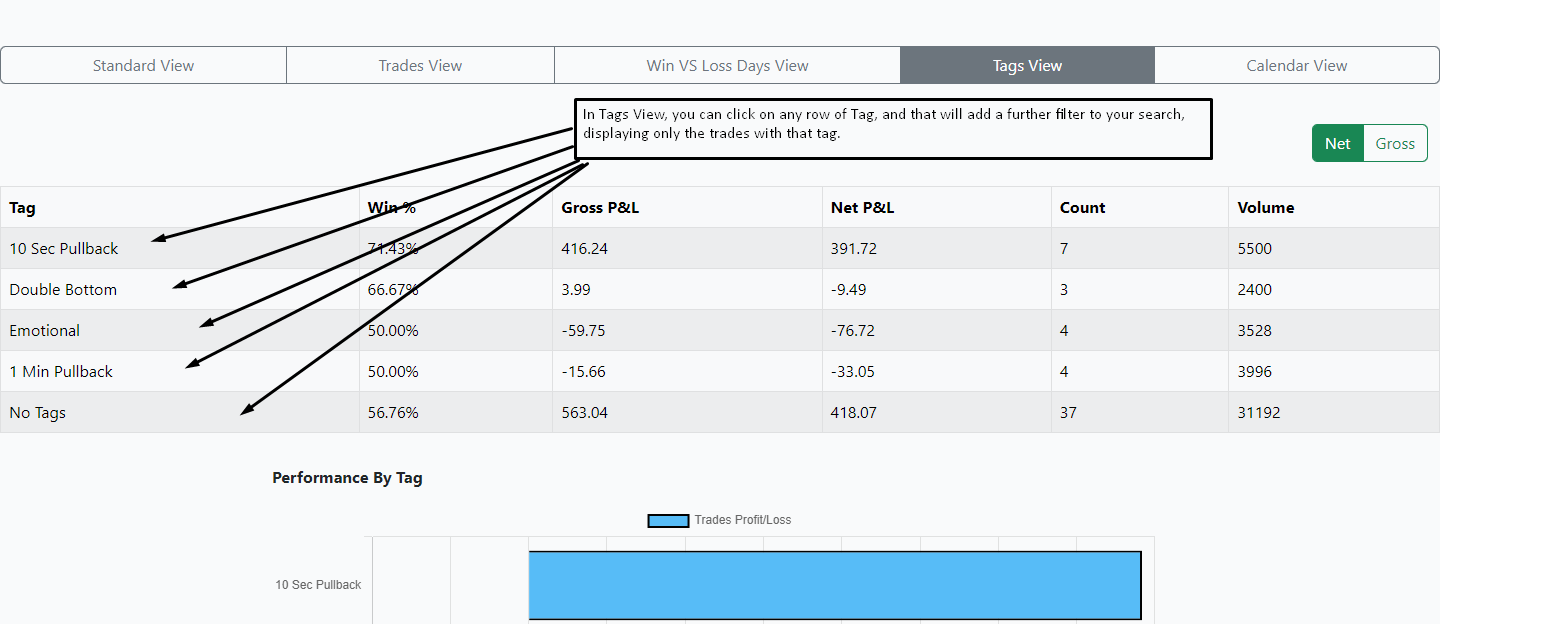 Standard View Trades View Win VS Loss Days View Tags View Calendar View
In Tags View, you can click on any row of Tag, and that will add a further filter to your search,
displaying only the trades with that tag.
Net Gross
Tag Win % Gross P&L Net P&L Count Volume
10 Sec Pullback 71.43% 416.24 391.72 7 5500
Double Bottom 66.67% 3.99 -9.49 3 2400
Emotional 50.00% -59.75 -76.72 4 3528
1 Min Pullback 50.00% -15.66 -33.05 4 3996
No Tags 56.76% 563.04 418.07 37 31192
Performance By Tag
Trades Profit/Loss
10 Sec Pullback